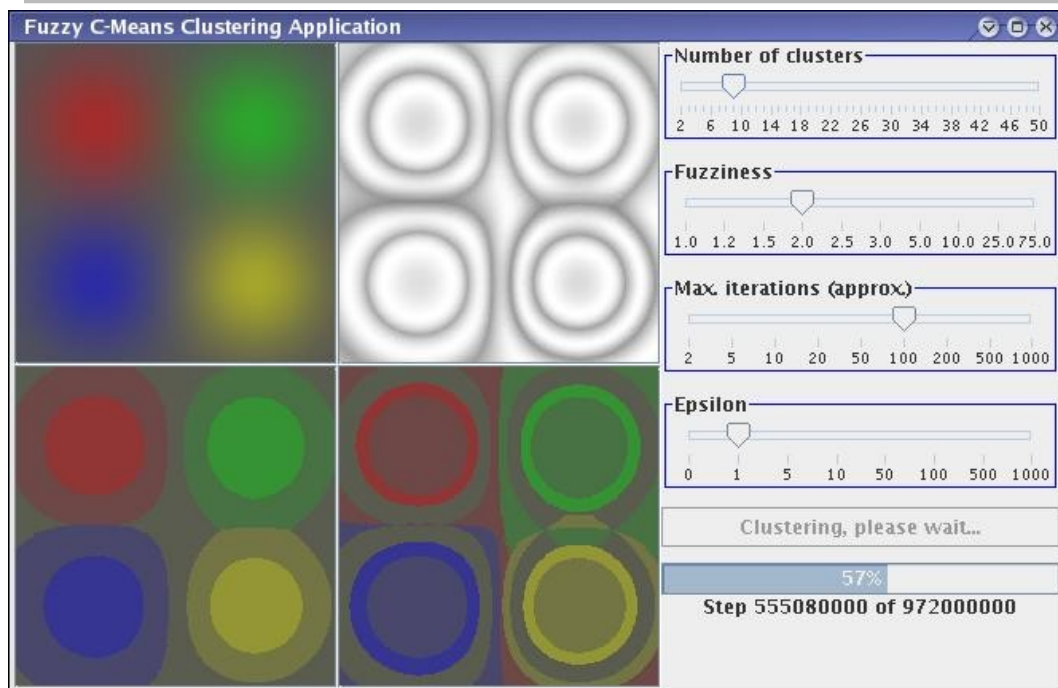 Fuzzy C-Means Clustering Application
Number of clusters
2 6 10 14 18 22 26 30 34 38 42 46 50
Fuzziness
1.0 1.2 1.5 2.0 2.5 3.0 5.0 10.0 25.0 75.0
Max. iterations (approx.)
2 5 10 20 50 100 200 500 1000
Epsilon
0 1 5 10 50 100 500 1000
Clustering, please wait...
57%
Step 555080000 of 972000000